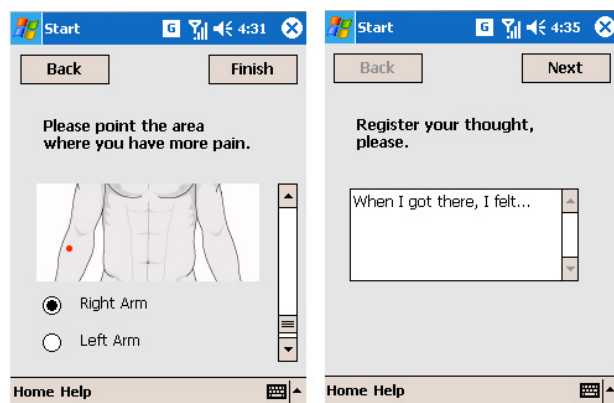 Start G 4:31
Back Finish
Please point the area
where you have more pain.
Right Arm
Left Arm
Home Help
Start G 4:35
Back Next
Register your thought,
please.
When I got there, I felt...
Home Help